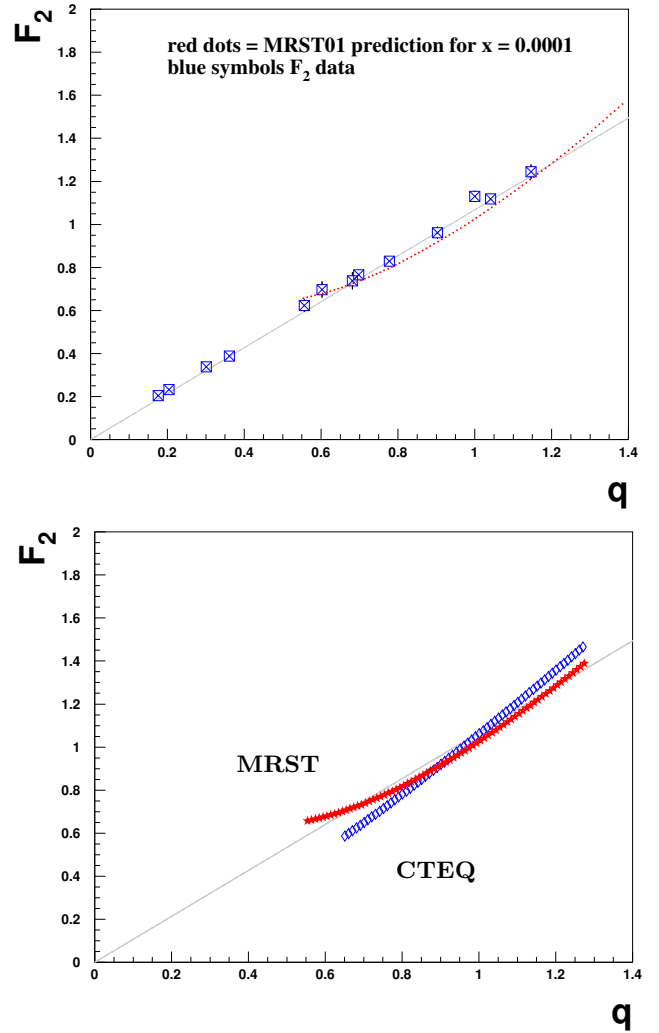 F2
2
1.8
1.6
1.4
1.2
1
0.8
0.6
0.4
0.2
0
red dots = MRST01 prediction for x = 0.0001
blue symbols F2 data
0 0.2 0.4 0.6 0.8 1 1.2 1.4
q
F2
2
1.8
1.6
1.4
1.2
1
0.8
0.6
0.4
0.2
0
MRST
CTEQ
0 0.2 0.4 0.6 0.8 1 1.2 1.4
q